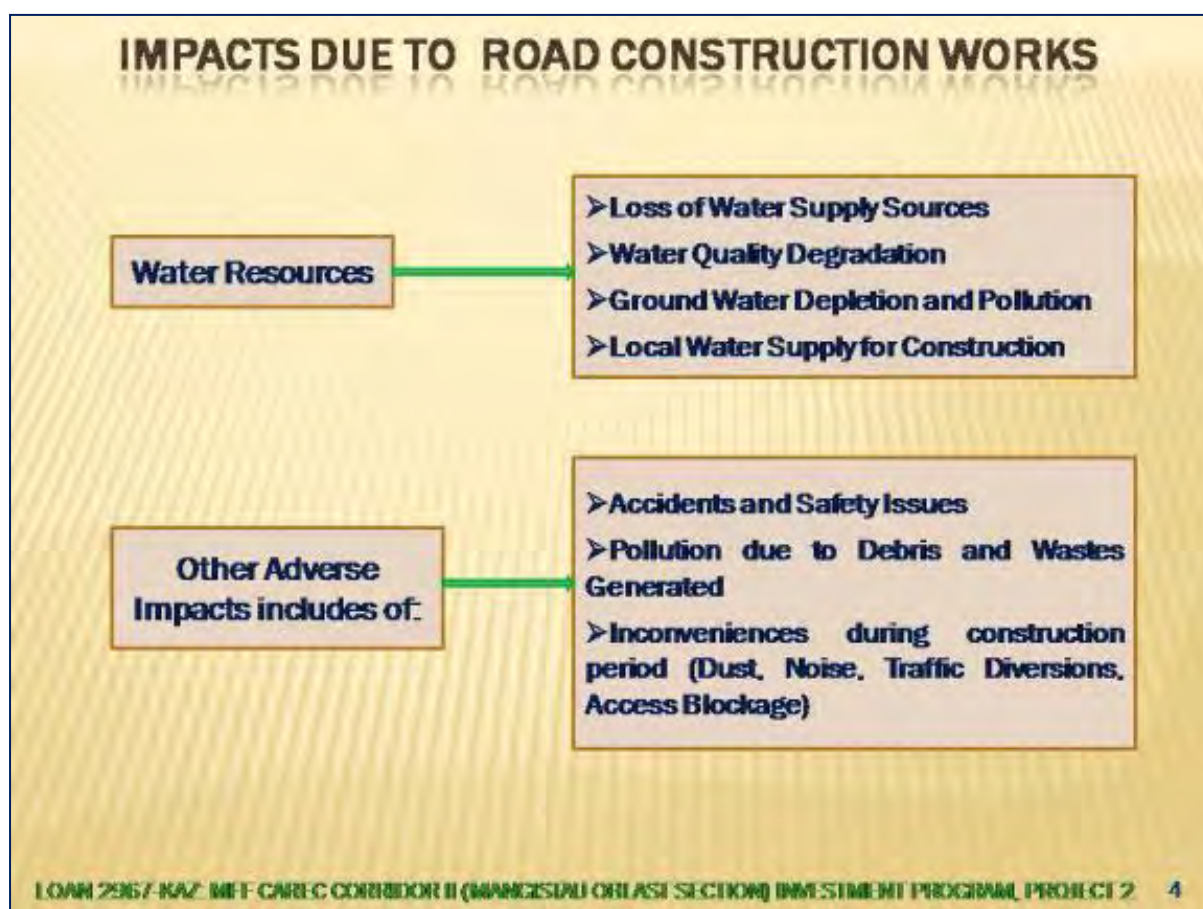 IMPACTS DUE TO ROAD CONSTRUCTION WORKS
Water Resources
➢Loss of Water Supply Sources
➢Water Quality Degradation
➢Ground Water Depletion and Pollution
➢Local Water Supply for Construction
Other Adverse
Impacts includes of:
➢Accidents and Safety Issues
➢Pollution due to Debris and Wastes
Generated
➢Inconveniences during construction
period (Dust, Noise, Traffic Diversions,
Access Blockage)
LOAN 2967-KAZ: MFF CAREC CORRIDOR II (MANGISTAU OBLAST SECTION) INVESTMENT PROGRAM, PROJECT 2 4